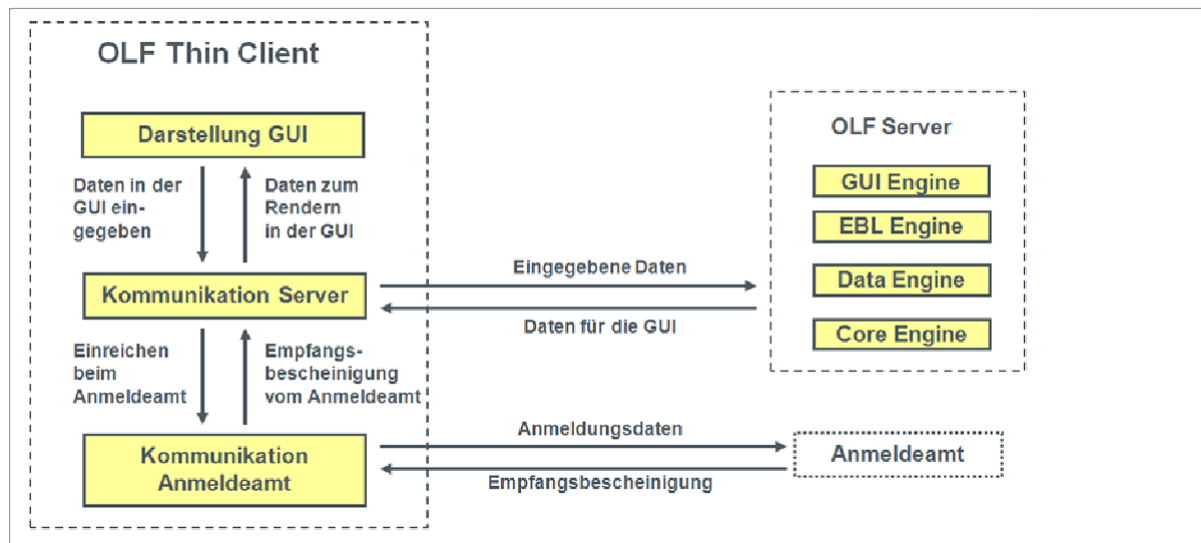 OLF Thin Client
Darstellung GUI
Daten in der
GUI ein-
gegeben
Daten zum
Rendern
in der GUI
Kommunikation Server
Einreichen
beim
Anmeldeamt
Empfangs-
bescheinigung
vom Anmeldeamt
Kommunikation
Anmeldeamt
Eingegebene Daten
Daten für die GUI
Anmeldungsdaten
Empfangsbescheinigung
OLF Server
GUI Engine
EBL Engine
Data Engine
Core Engine
Anmeldeamt